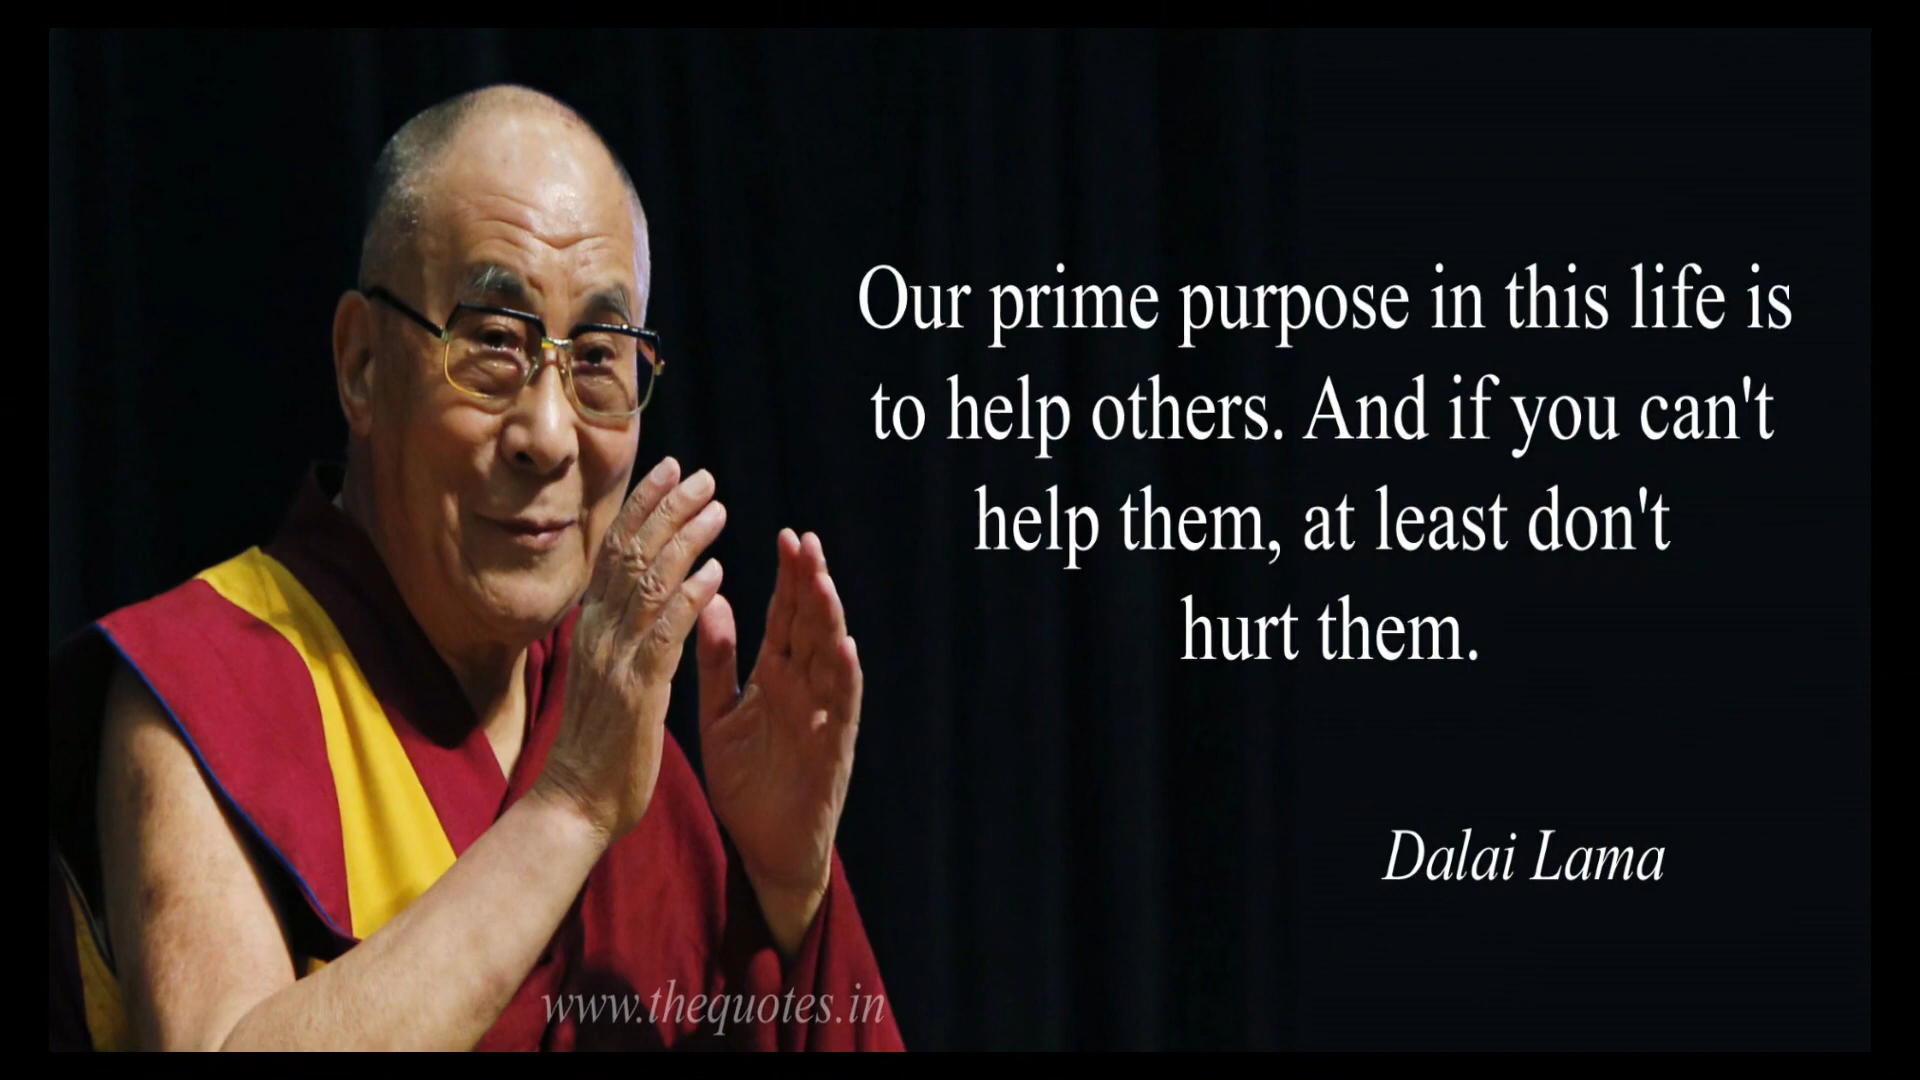 Our prime purpose in this life is
to help others. And if you can't
help them, at least don't
hurt them.
Dalai Lama
www.thequotes.in